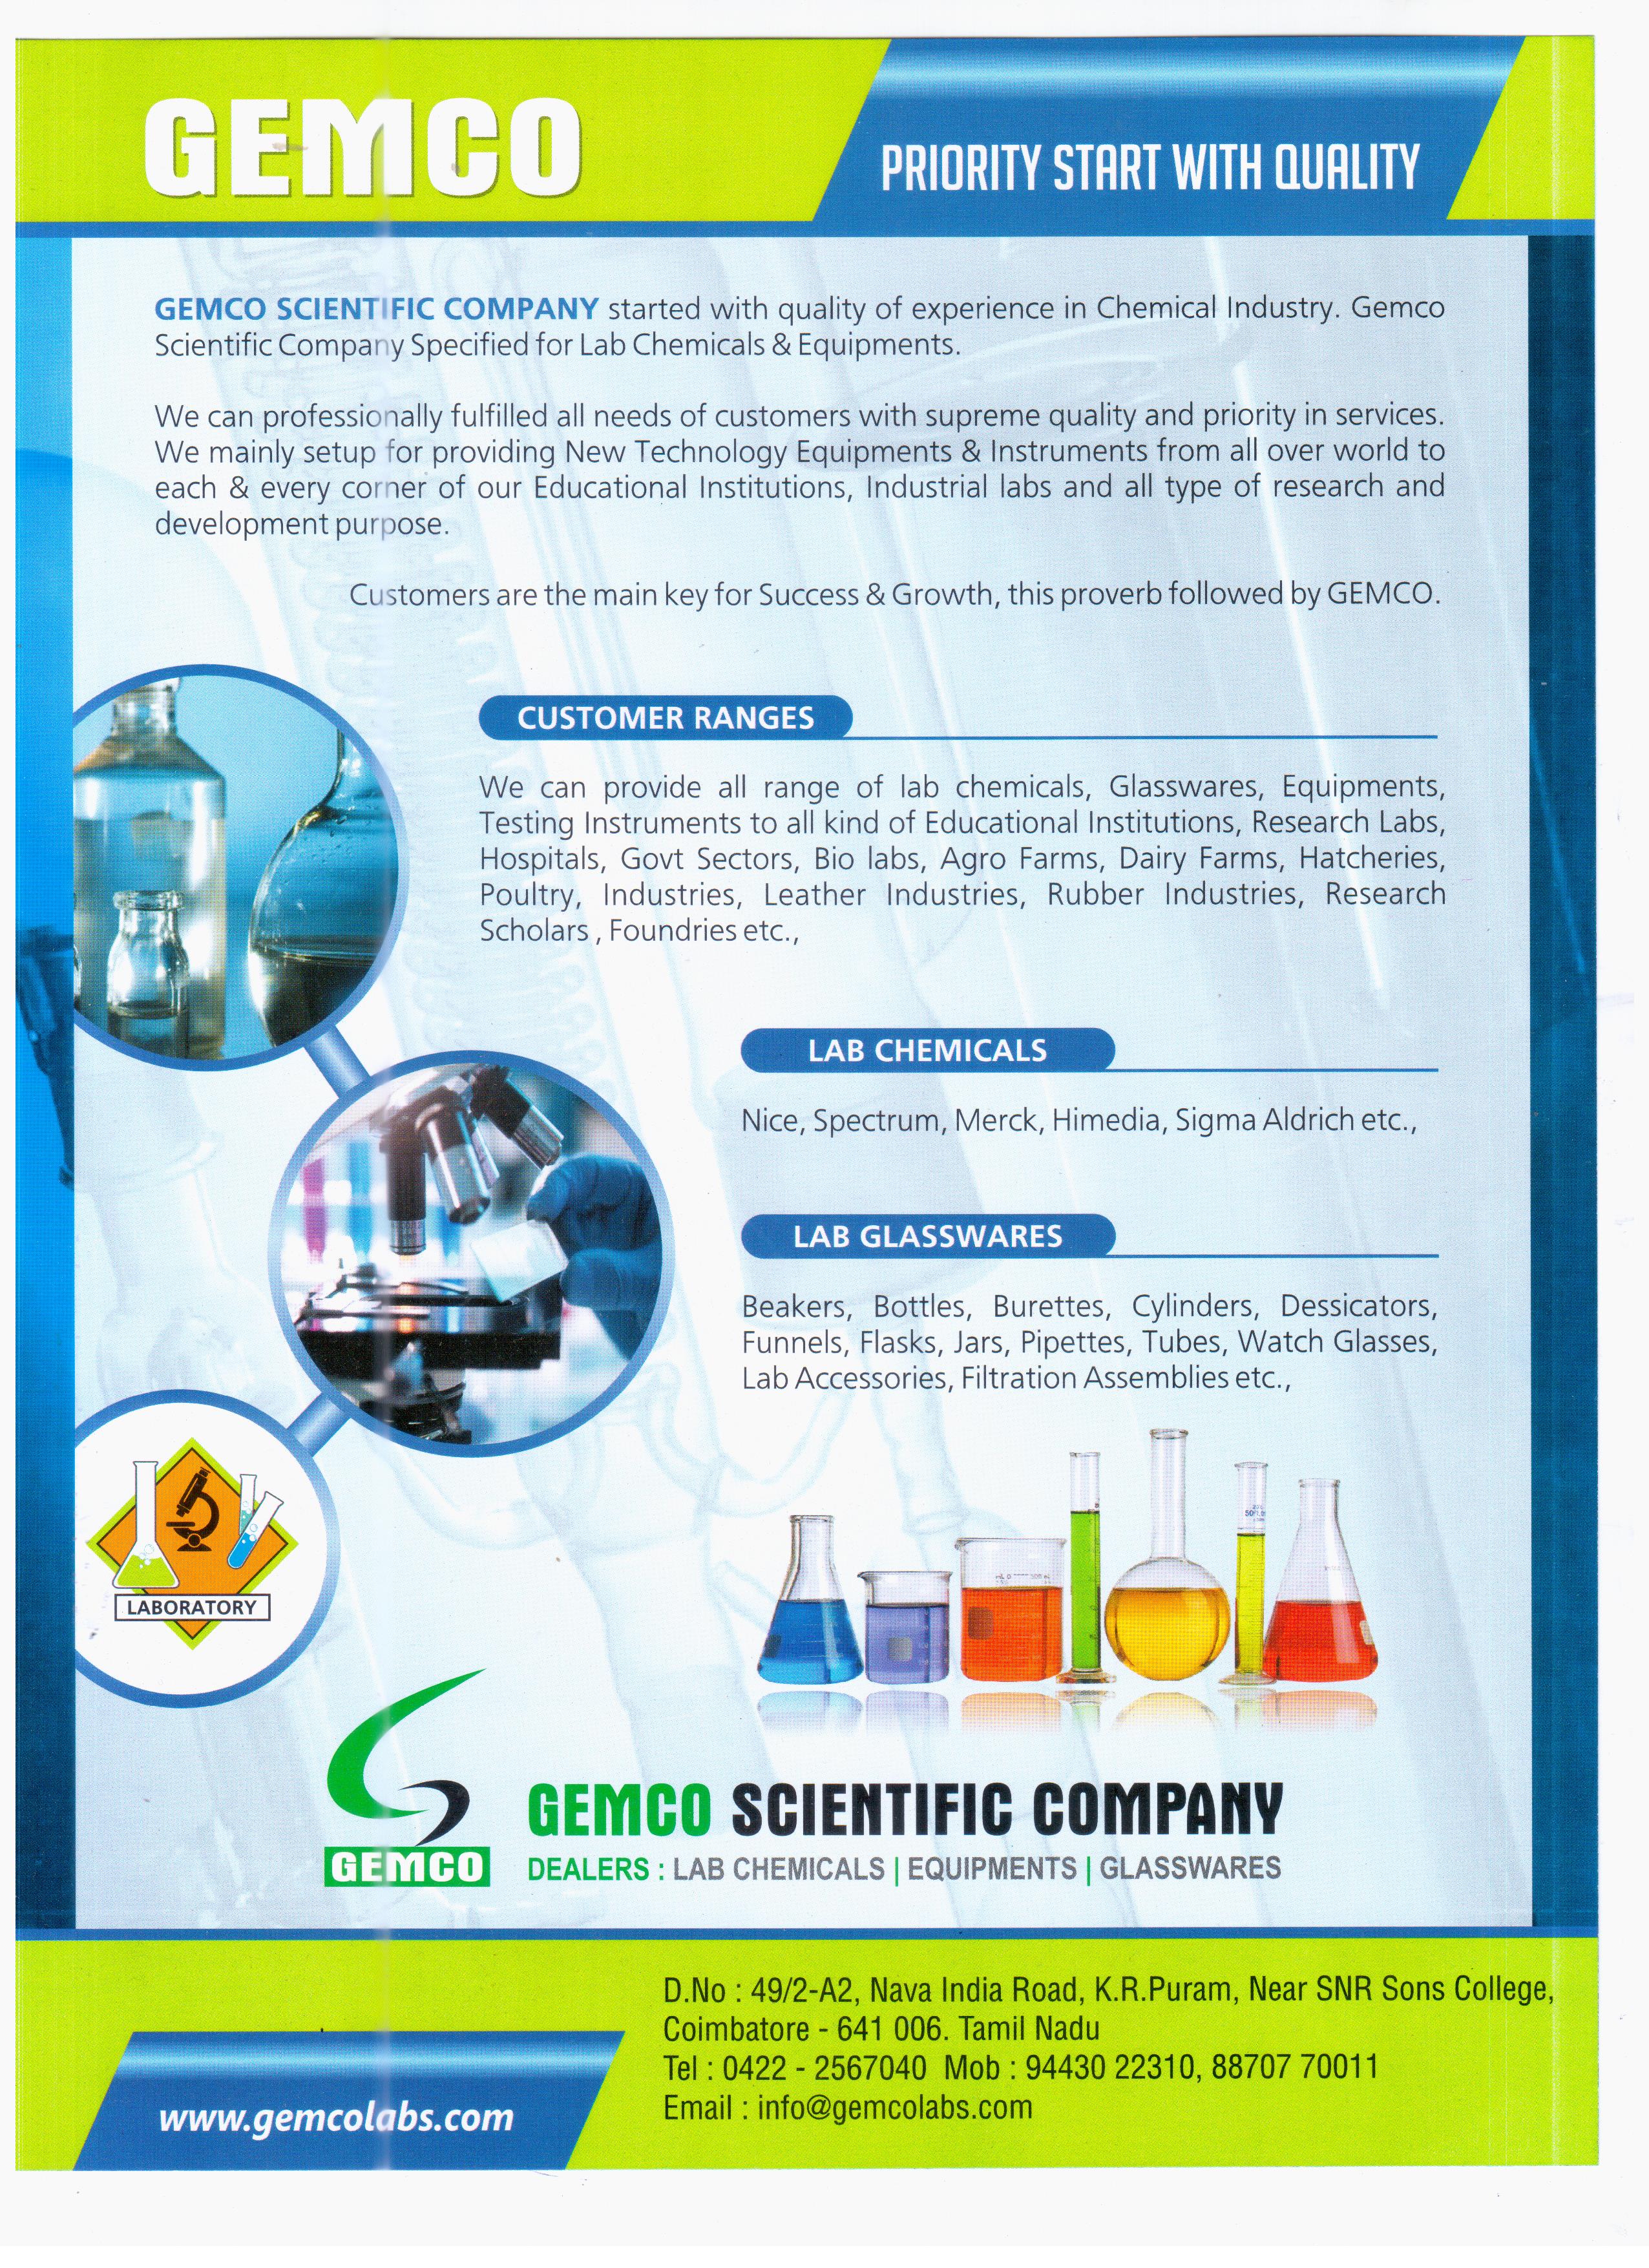 GEMCO
PRIORITY START WITH QUALITY
GEMCO SCIENTIFIC COMPANY started with quality of experience in Chemical Industry. Gemco
Scientific Company Specified for Lab Chemicals & Equipments.
We can professionally fulfilled all needs of customers with supreme quality and priority in services.
We mainly setup for providing New Technology Equipments & Instruments from all over world to
each & every corner of our Educational Institutions, Industrial labs and all type of research and
development purpose.
Customers are the main key for Success & Growth, this proverb followed by GEMCO.
CUSTOMER RANGES
We can provide all range of lab chemicals, Glasswares, Equipments,
Testing Instruments to all kind of Educational Institutions, Research Labs,
Hospitals, Govt Sectors, Bio labs, Agro Farms, Dairy Farms, Hatcheries,
Poultry, Industries, Leather Industries, Rubber Industries, Research
Scholars , Foundries etc.,
LAB CHEMICALS
Nice, Spectrum, Merck, Himedia, Sigma Aldrich etc.,
LAB GLASSWARES
Beakers, Bottles, Burettes, Cylinders, Dessicators,
Funnels, Flasks, Jars, Pipettes, Tubes, Watch Glasses,
Lab Accessories, Filtration Assemblies etc.,
LABORATORY
GEMCO
GEMCO SCIENTIFIC COMPANY
DEALERS : LAB CHEMICALS | EQUIPMENTS | GLASSWARES
D.No : 49/2-A2, Nava India Road, K.R.Puram, Near SNR Sons College,
Coimbatore - 641 006. Tamil Nadu
Tel : 0422 - 2567040 Mob : 94430 22310, 88707 70011
Email : info@gemcolabs.com
www.gemcolabs.com